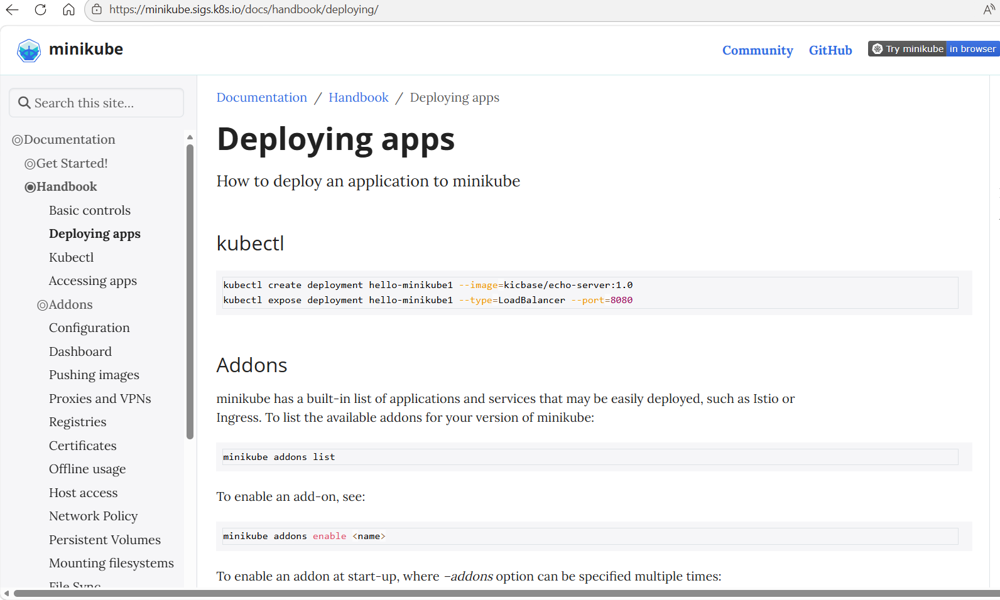 https://minikube.sigs.k8s.io/docs/handbook/deploying/
minikube
Community
GitHub
Try minikube in browser
Search this site...
Documentation
Get Started!
Handbook
Basic controls
Deploying apps
Kubectl
Accessing apps
Addons
Configuration
Dashboard
Pushing images
Proxies and VPNs
Registries
Certificates
Offline usage
Host access
Network Policy
Persistent Volumes
Mounting filesystems
File Sync
Documentation / Handbook / Deploying apps
Deploying apps
How to deploy an application to minikube
kubectl
kubectl create deployment hello-minikube1 --image=kicbase/echo-server:1.0
kubectl expose deployment hello-minikube1 --type=LoadBalancer --port=8080
Addons
minikube has a built-in list of applications and services that may be easily deployed, such as Istio or
Ingress. To list the available addons for your version of minikube:
minikube addons list
To enable an add-on, see:
minikube addons enable <name>
To enable an addon at start-up, where –addons option can be specified multiple times: